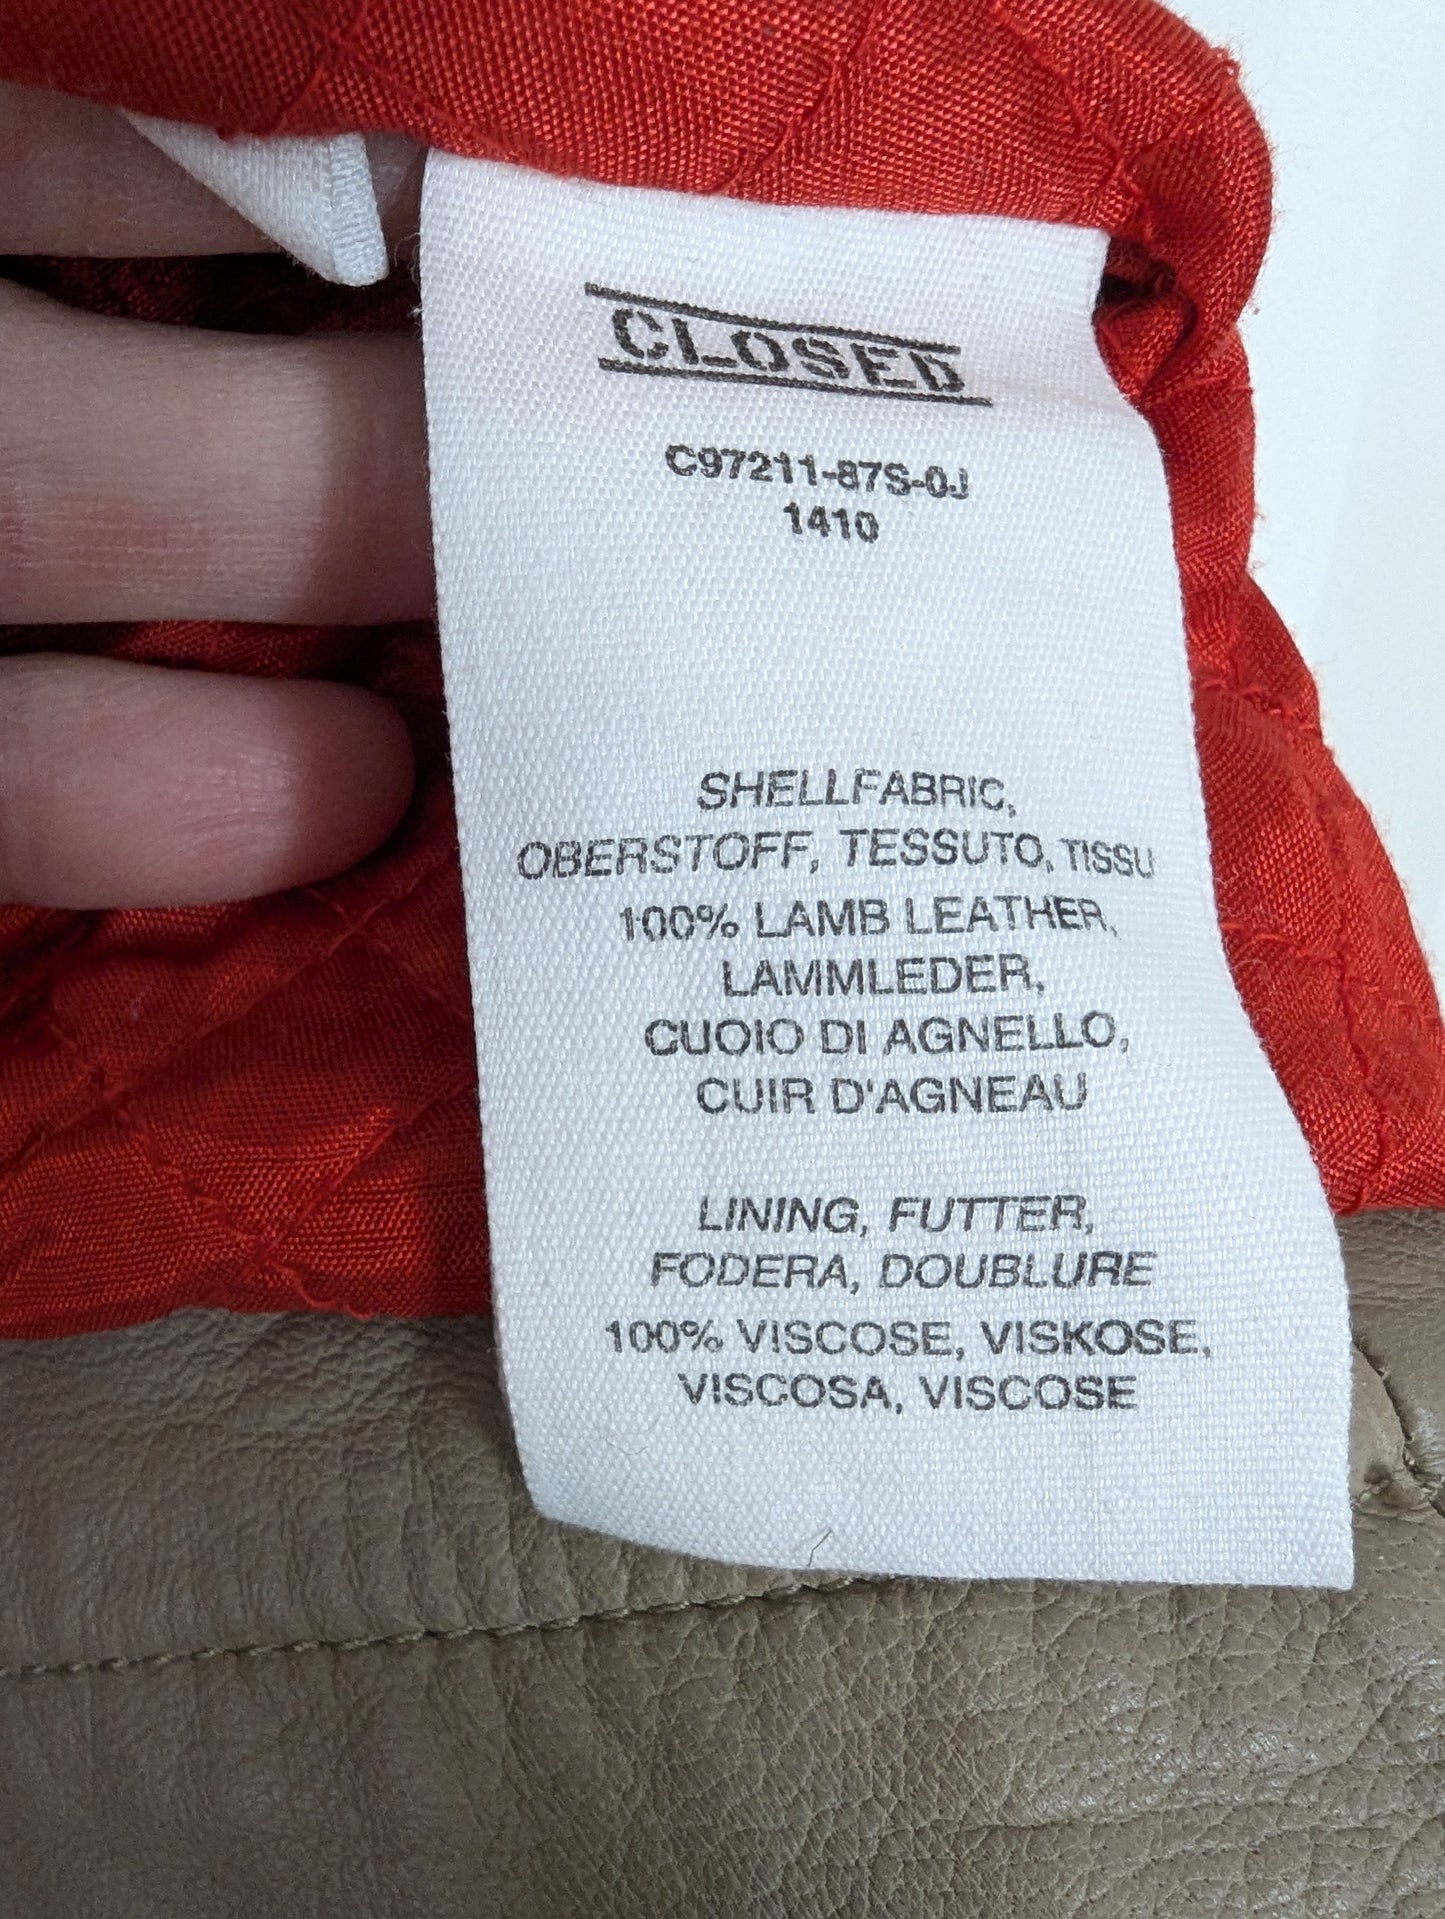 CLOSED
C97211-87S-0J
1410
SHELLFABRIC,
OBERSTOFF, TESSUTO, TISSU
100% LAMB LEATHER,
LAMMLEDER,
CUOIO DI AGNELLO,
CUIR D'AGNEAU
LINING, FUTTER,
FODERA, DOUBLURE
100% VISCOSE, VISKOSE,
VISCOSA, VISCOSE